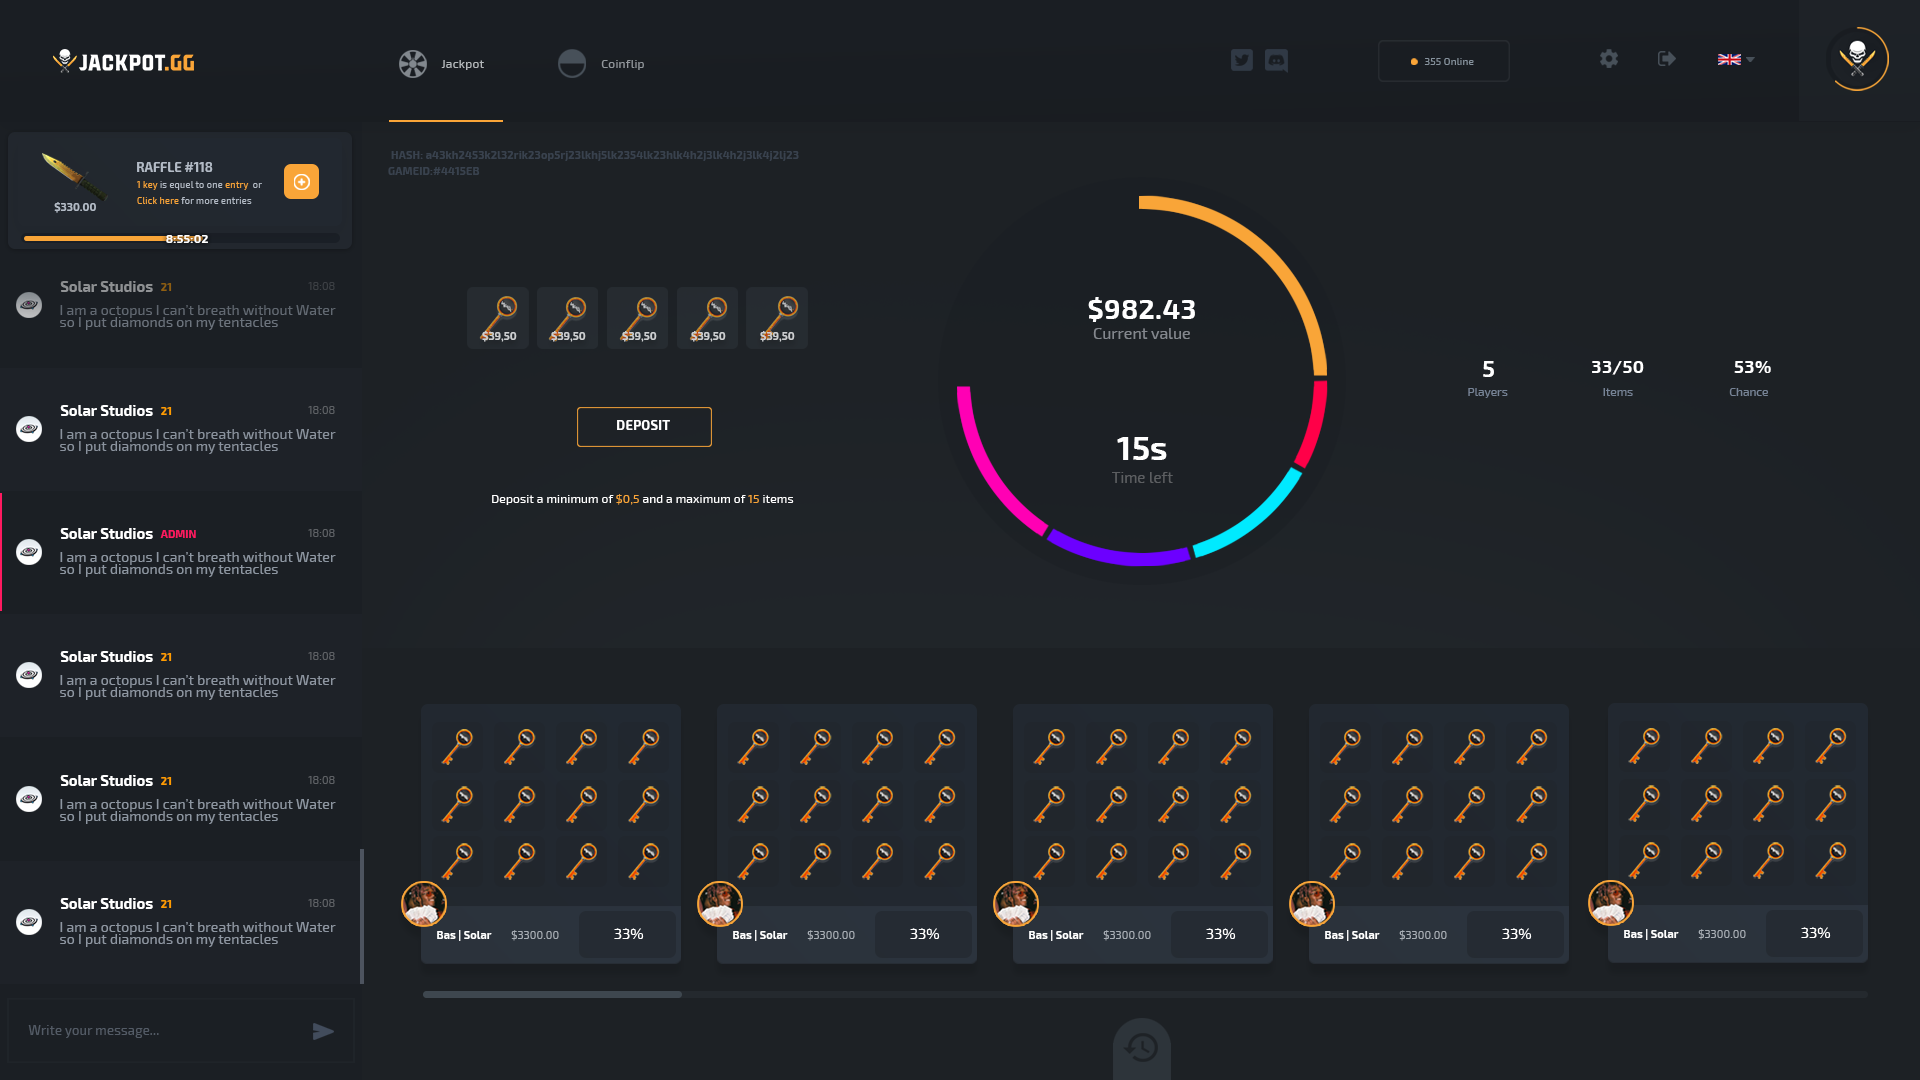 JACKPOT.GG
Jackpot
Coinflip
355 Online
RAFFLE #118
1 key is equal to one entry or
Click here for more entries
$330.00
8:55:02
Solar Studios 21 18:08
I am a octopus I can't breath without Water
so I put diamonds on my tentacles
Solar Studios 21 18:08
I am a octopus I can't breath without Water
so I put diamonds on my tentacles
Solar Studios ADMIN 18:08
I am a octopus I can't breath without Water
so I put diamonds on my tentacles
Solar Studios 21 18:08
I am a octopus I can't breath without Water
so I put diamonds on my tentacles
Solar Studios 21 18:08
I am a octopus I can't breath without Water
so I put diamonds on my tentacles
Solar Studios 21 18:08
I am a octopus I can't breath without Water
so I put diamonds on my tentacles
Write your message...
HASH: a43kh2453k2l32rik23op5rj23lkhj5lk2354lk23hlk4h2j3lk4h2j3lk4j2lj23
GAMEID:#4415EB
$39,50 $39,50 $39,50 $39,50 $39,50
DEPOSIT
Deposit a minimum of $0,5 and a maximum of 15 items
$982.43
Current value
15s
Time left
5
Players
33/50
Items
53%
Chance
Bas | Solar $3300.00 33%
Bas | Solar $3300.00 33%
Bas | Solar $3300.00 33%
Bas | Solar $3300.00 33%
Bas | Solar $3300.00 33%